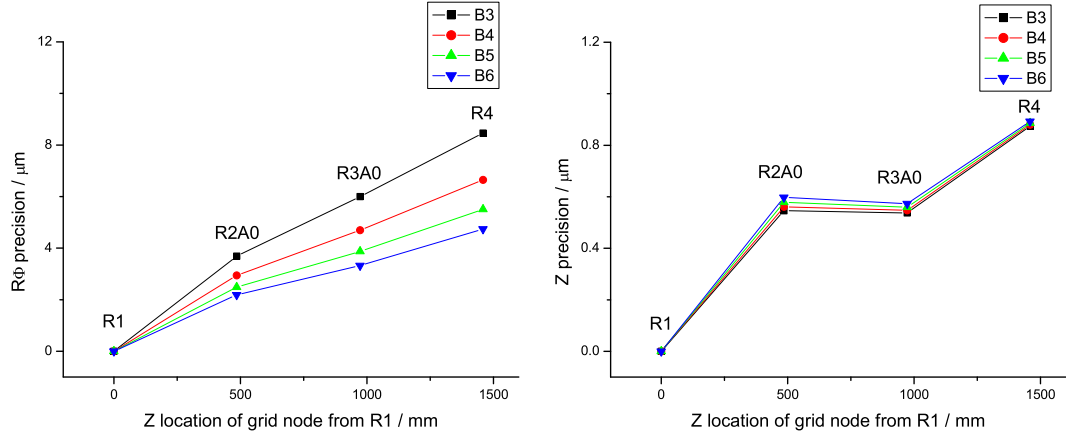 B3
B4
B5
B6
12
8
4
0
RΦ precision / μm
R1
R2A0
R3A0
R4
0
500
1000
1500
Z location of grid node from R1 / mm
B3
B4
B5
B6
1.2
0.8
0.4
0.0
Z precision / μm
R1
R2A0
R3A0
R4
0
500
1000
1500
Z location of grid node from R1 / mm